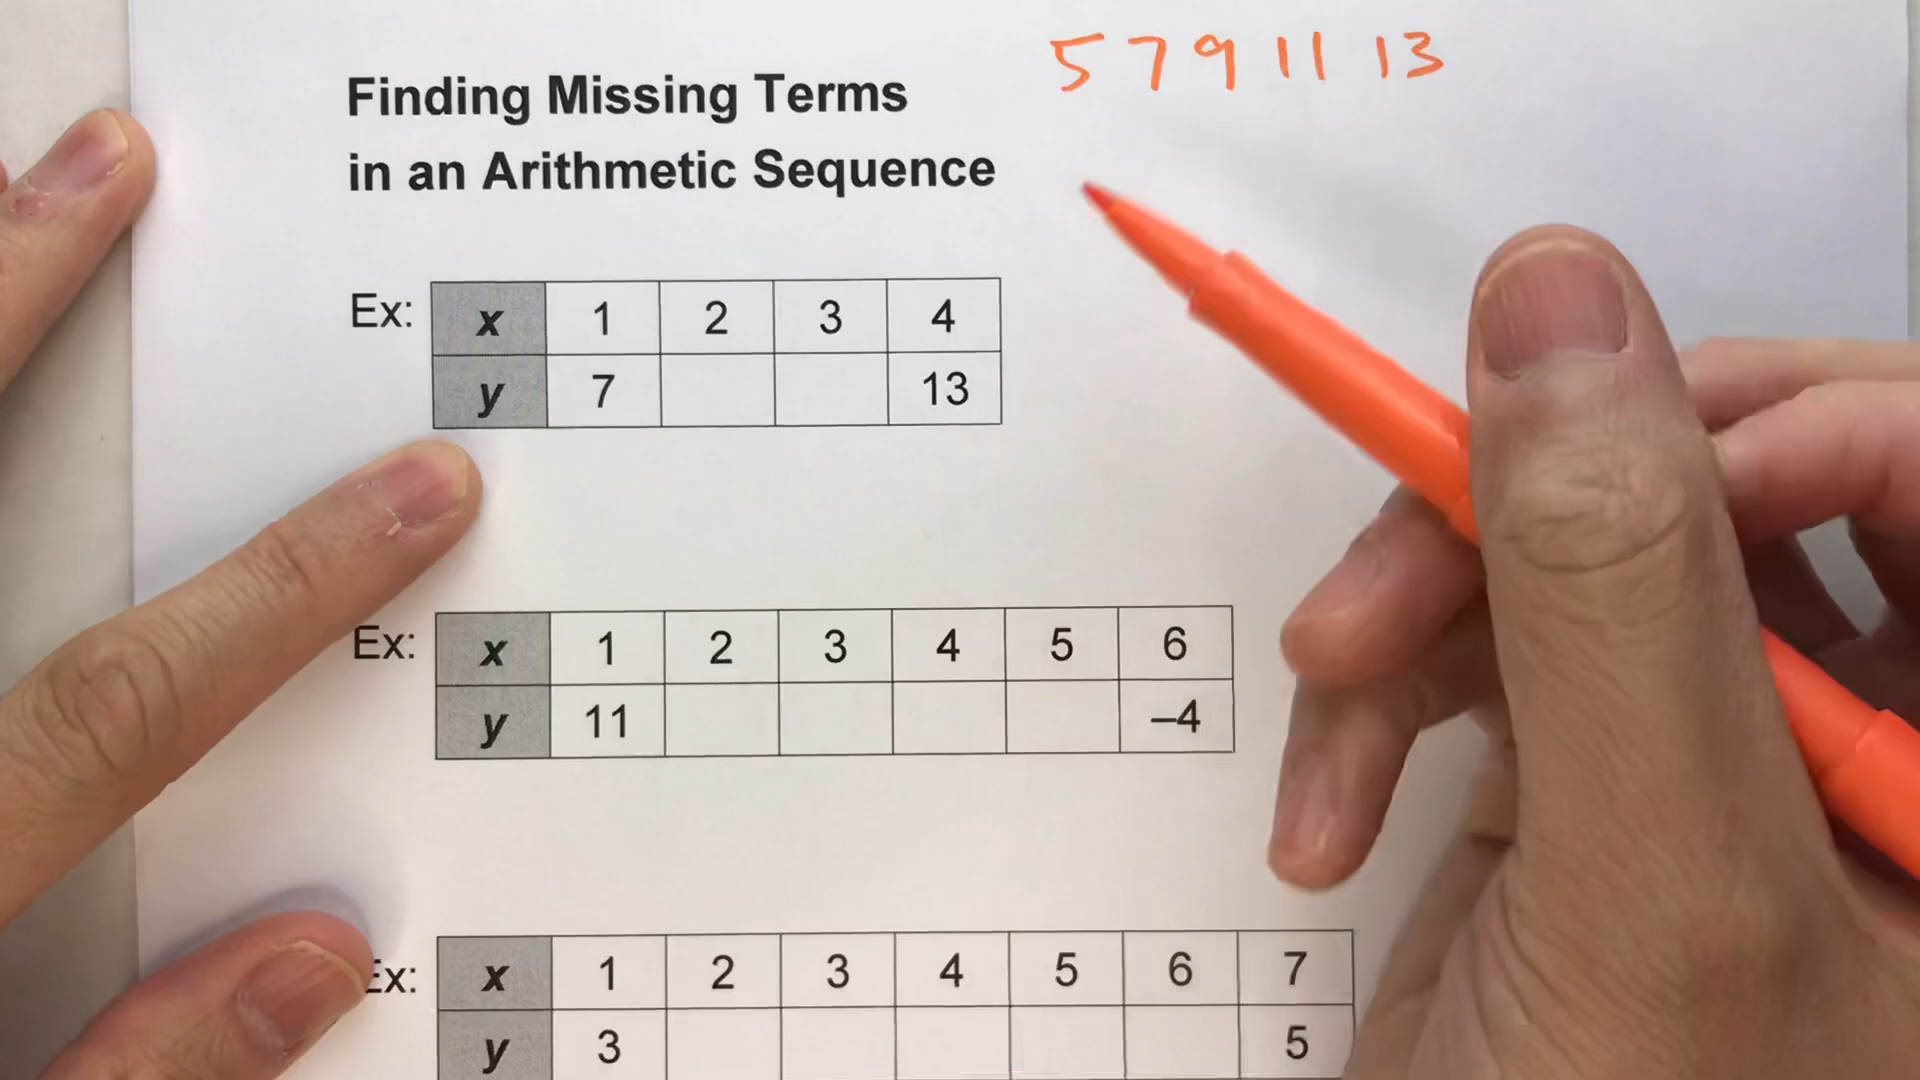 5 7 9 11 13
Finding Missing Terms
in an Arithmetic Sequence
Ex: x 1 2 3 4
y 7 13
Ex: x 1 2 3 4 5 6
y 11 –4
Ex: x 1 2 3 4 5 6 7
y 3 5